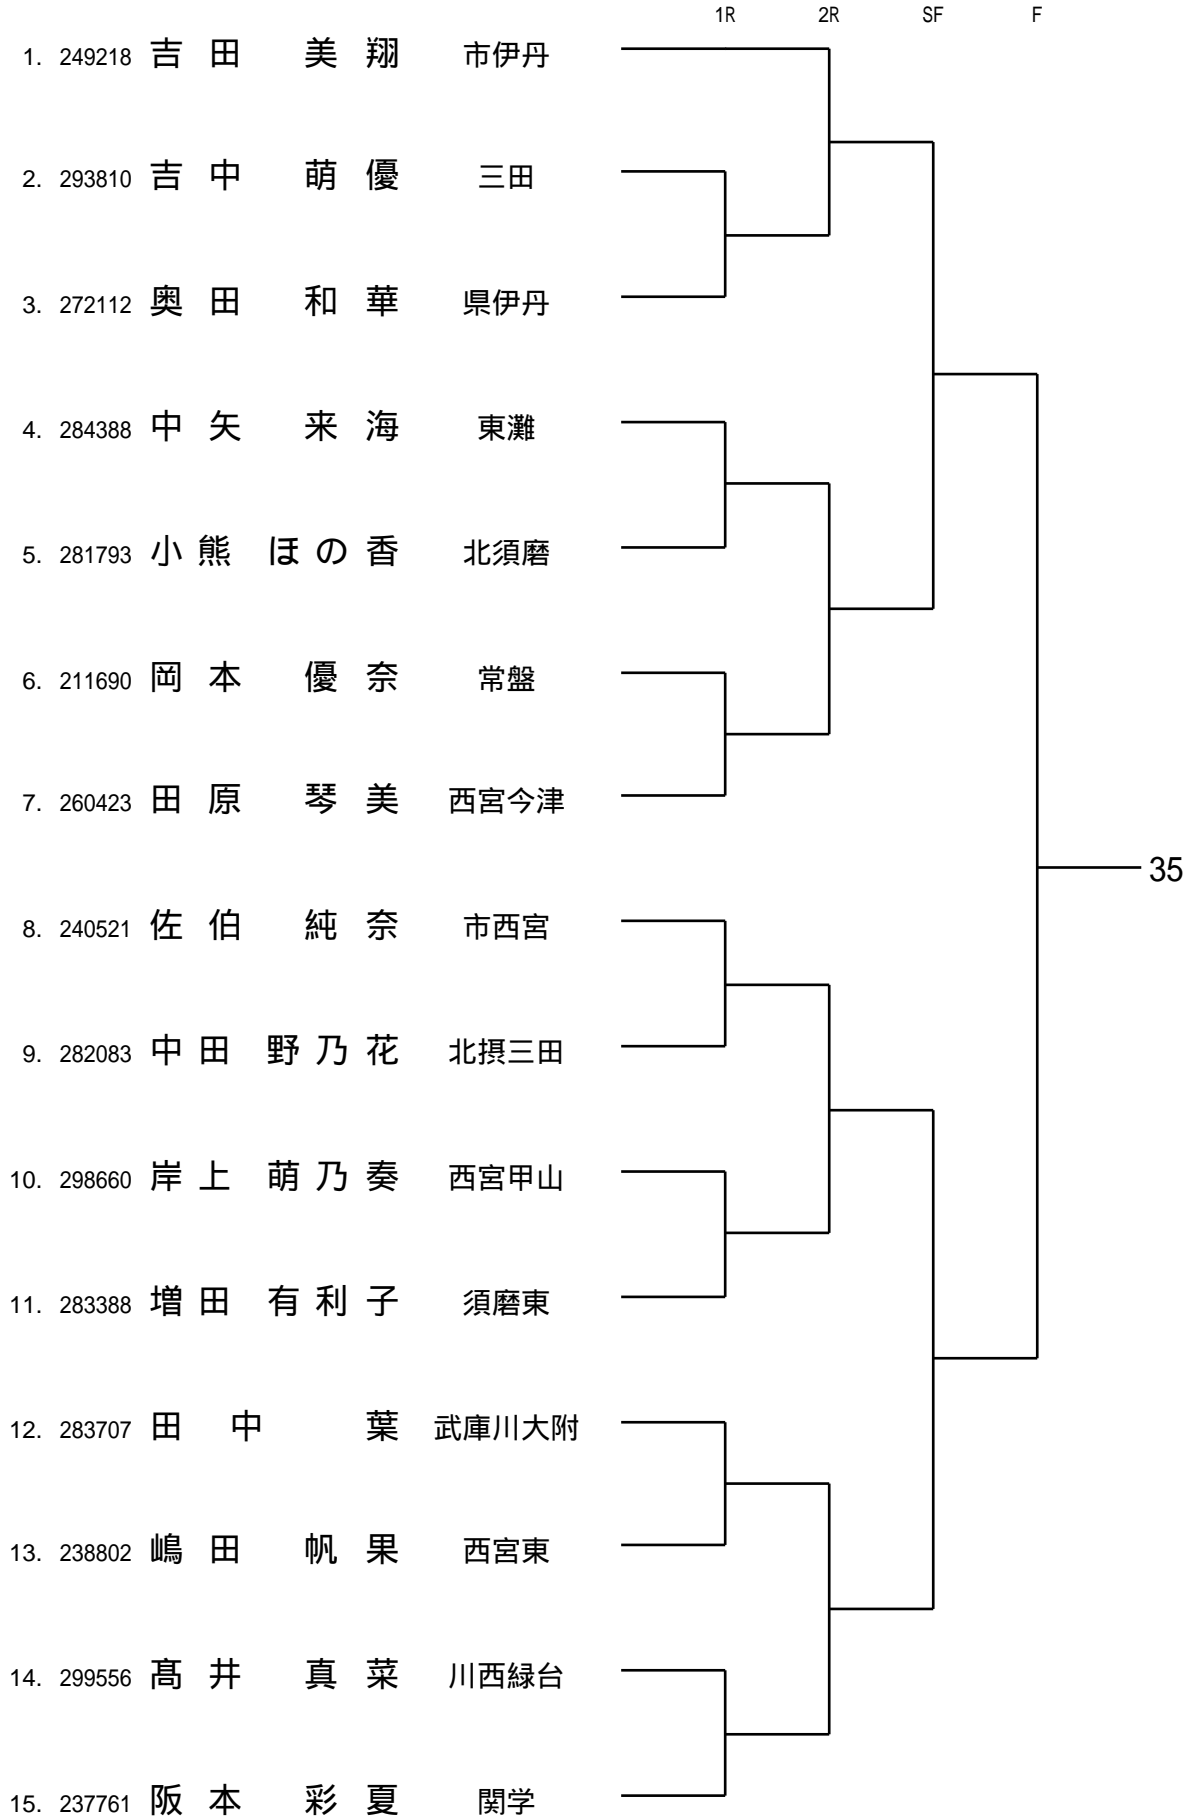 1R 2R SF F
1. 249218 吉田 美翔 市伊丹
2. 293810 吉中 萌優 三田
3. 272112 奥田 和華 県伊丹
4. 284388 中矢 来海 東灘
5. 281793 小熊 ほの香 北須磨
6. 211690 岡本 優奈 常盤
7. 260423 田原 琴美 西宮今津
35
8. 240521 佐伯 純奈 市西宮
9. 282083 中田 野乃花 北摂三田
10. 298660 岸上 萌乃奏 西宮甲山
11. 283388 増田 有利子 須磨東
12. 283707 田中 葉 武庫川大附
13. 238802 嶋田 帆果 西宮東
14. 299556 髙井 真菜 川西緑台
15. 237761 阪本 彩夏 関学